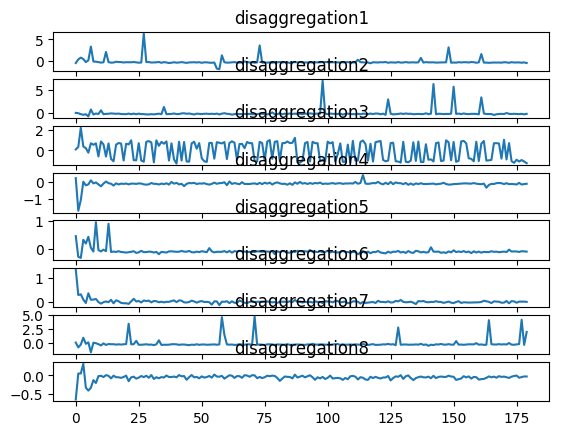 disaggregation1
5
0
disaggregation2
5
0
disaggregation3
2
0
disaggregation4
0
−1
disaggregation5
1
0
disaggregation6
1
0
disaggregation7
5.0
2.5
0.0
disaggregation8
0.0
−0.5
0 25 50 75 100 125 150 175